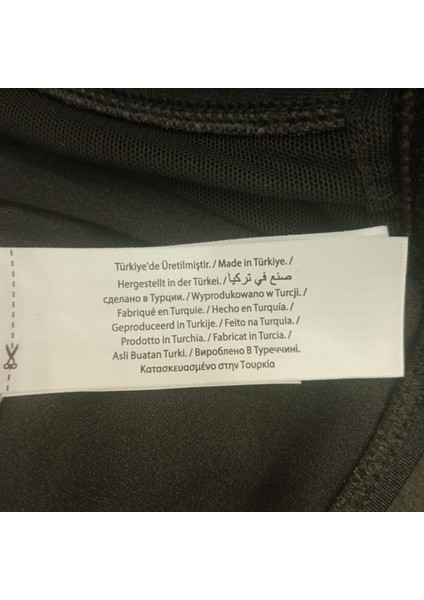 Türkiye'de Üretilmiştir. / Made in Türkiye. /
Hergestellt in der Türkei. / صنع في تركيا /
сделано в Турции. / Wyprodukowano w Turcji. /
Fabriqué en Turquie. / Hecho en Turquía. /
Geproduceerd in Turkije. / Feito na Turquia. /
Prodotto in Turchia. / Fabricat in Turcia. /
Asli Buatan Turki. / Вироблено В Туреччині.
Κατασκευασμένο στην Τουρκία